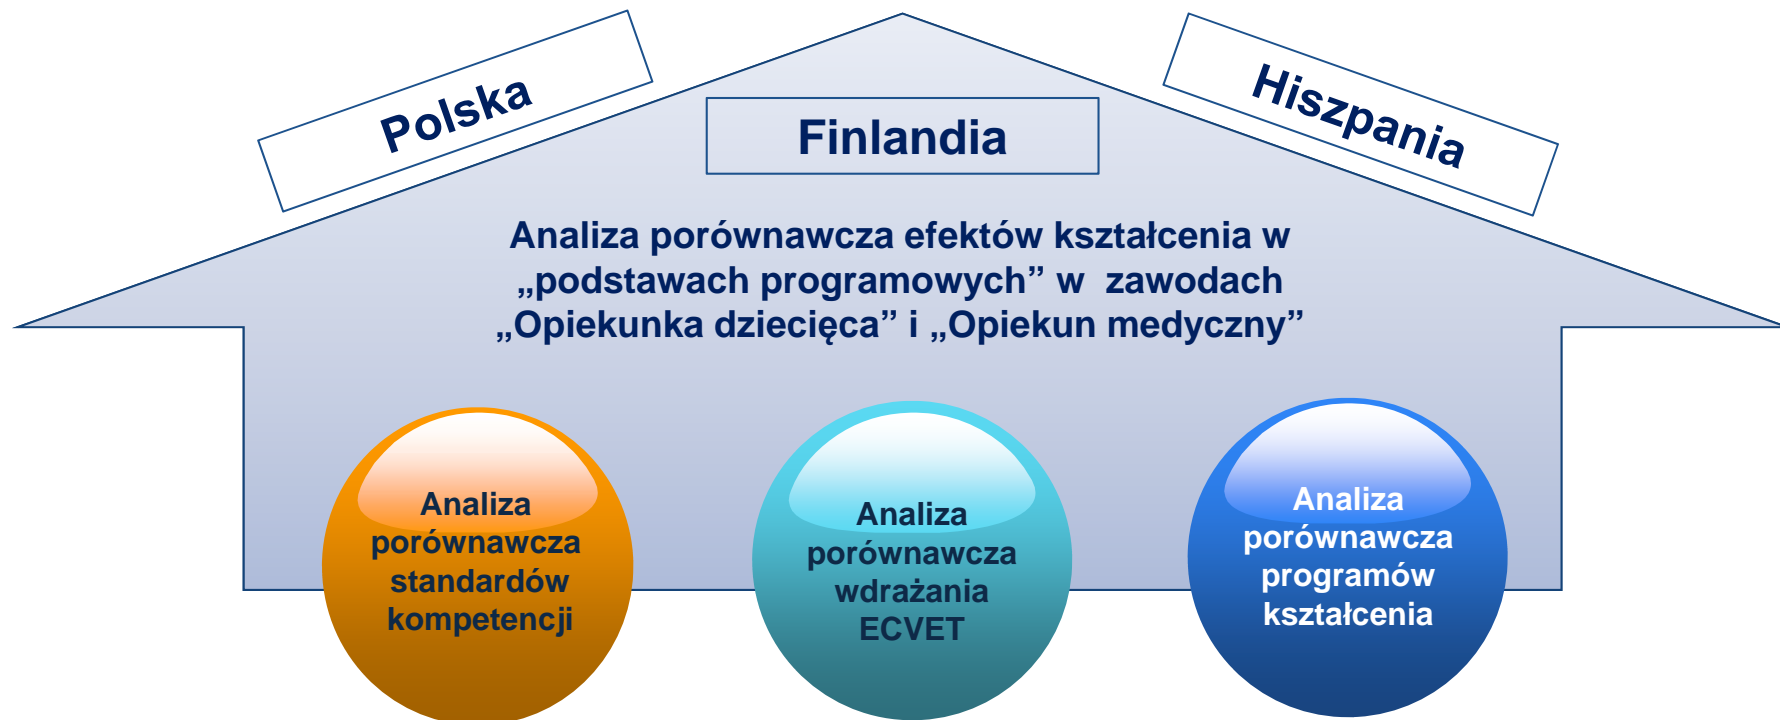 Polska
Finlandia
Hiszpania
Analiza porównawcza efektów kształcenia w
„podstawach programowych” w zawodach
„Opiekunka dziecięca” i „Opiekun medyczny”
Analiza
porównawcza
standardów
kompetencji
Analiza
porównawcza
wdrażania
ECVET
Analiza
porównawcza
programów
kształcenia